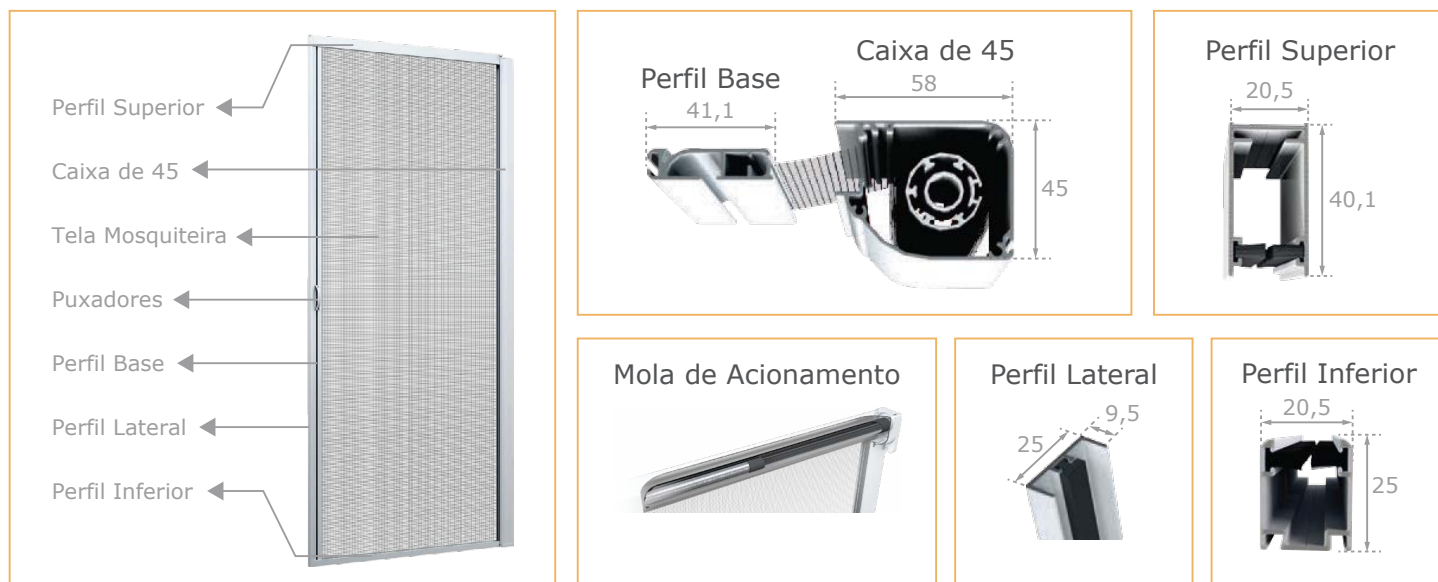 Perfil Superior
Caixa de 45
Tela Mosquiteira
Puxadores
Perfil Base
Perfil Lateral
Perfil Inferior
Caixa de 45
58
Perfil Base
41,1
45
Perfil Superior
20,5
40,1
Mola de Acionamento
Perfil Lateral
9,5
25
Perfil Inferior
20,5
25